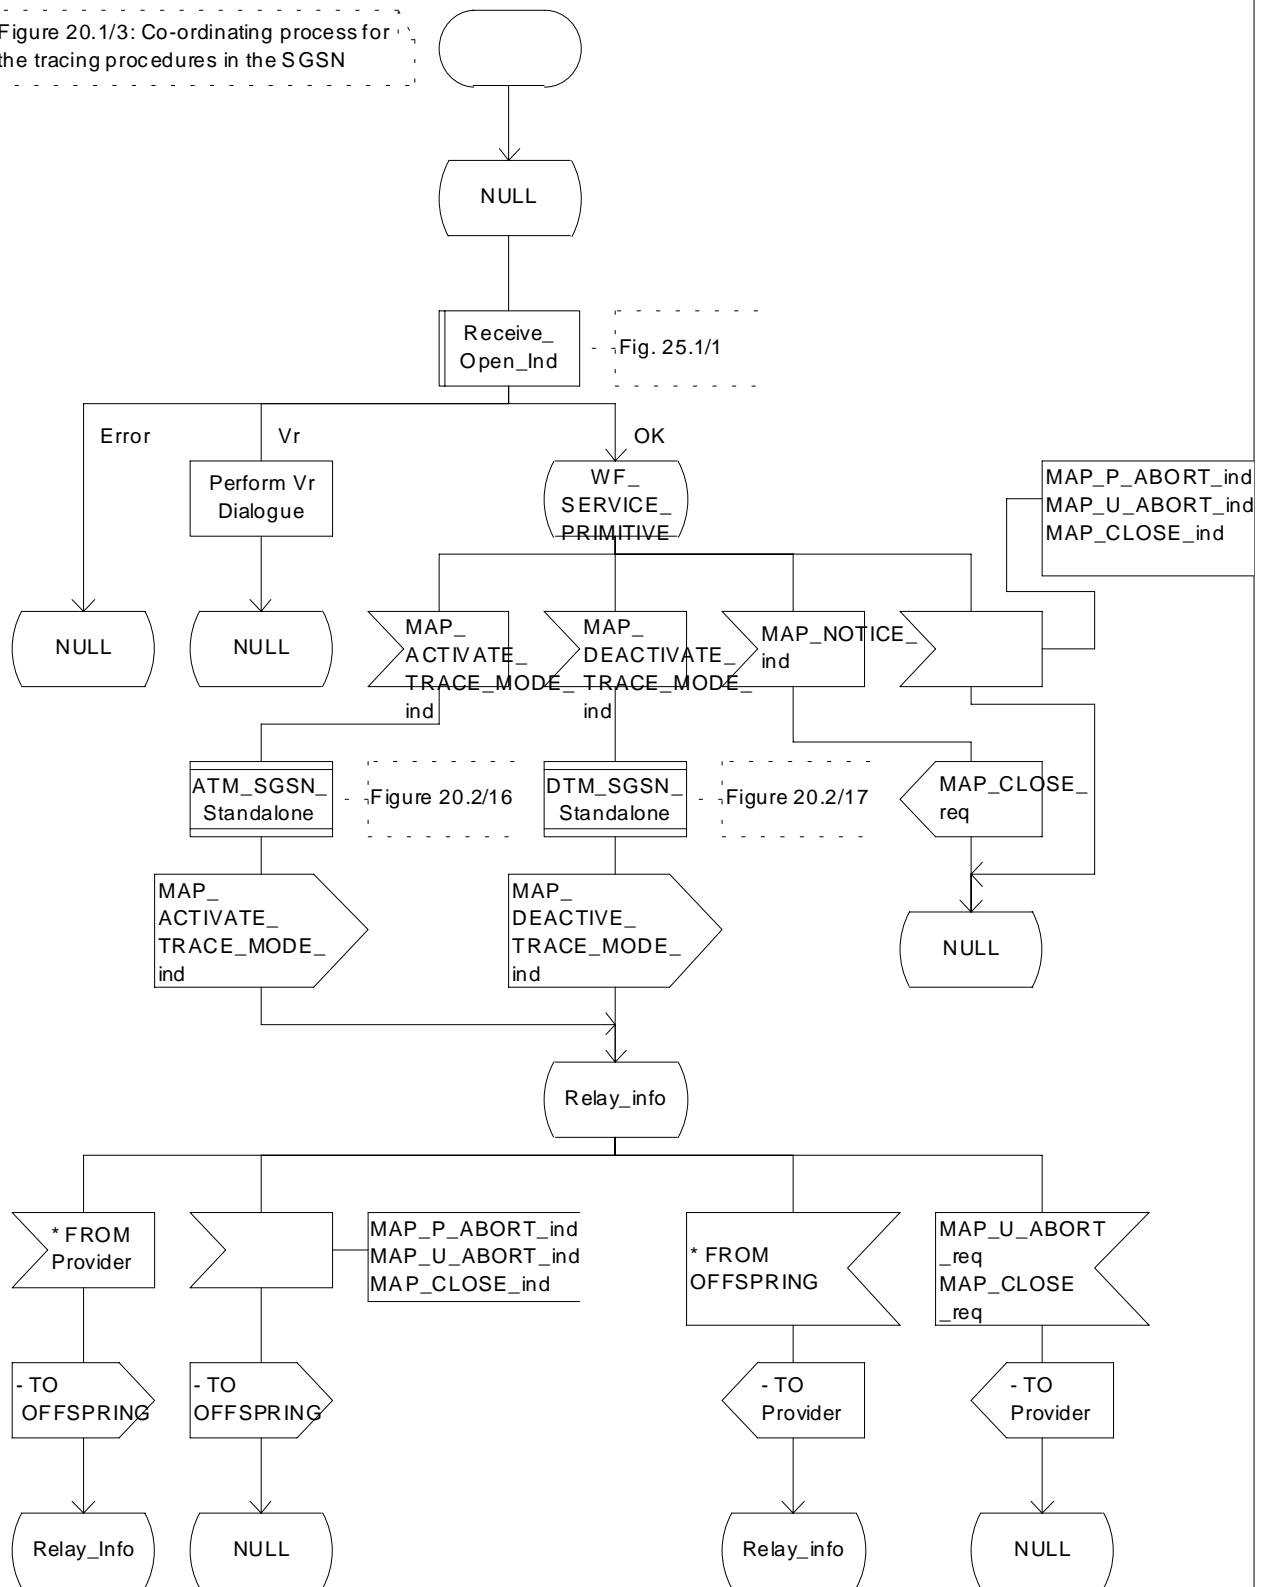 Figure 20.1/3: Co-ordinating process for
the tracing procedures in the SGSN
NULL
Receive_
Open_Ind
Fig. 25.1/1
Error
Vr
OK
Perform Vr
Dialogue
WF_
SERVICE_
PRIMITIVE
MAP_P_ABORT_ind
MAP_U_ABORT_ind
MAP_CLOSE_ind
NULL
NULL
MAP_
ACTIVATE_
TRACE_MODE_
ind
MAP_
DEACTIVATE_
TRACE_MODE_
ind
MAP_NOTICE_
ind
ATM_SGSN_
Standalone
Figure 20.2/16
DTM_SGSN_
Standalone
Figure 20.2/17
MAP_CLOSE_
req
MAP_
ACTIVATE_
TRACE_MODE_
ind
MAP_
DEACTIVE_
TRACE_MODE_
ind
NULL
Relay_info
* FROM
Provider
MAP_P_ABORT_ind
MAP_U_ABORT_ind
MAP_CLOSE_ind
* FROM
OFFSPRING
MAP_U_ABORT
_req
MAP_CLOSE
_req
- TO
OFFSPRING
- TO
OFFSPRING
- TO
Provider
- TO
Provider
Relay_Info
NULL
Relay_info
NULL